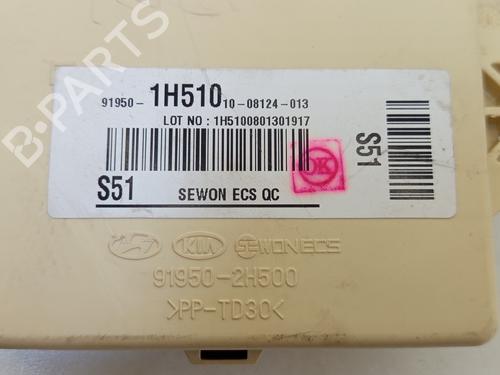 91950- 1H510 10-08124-013
LOT NO : 1H5100801301917
S51
SEWON ECS QC
OK
S51
KIA SEWONECS
91950-2H500
>PP-TD30<
B-PARTS